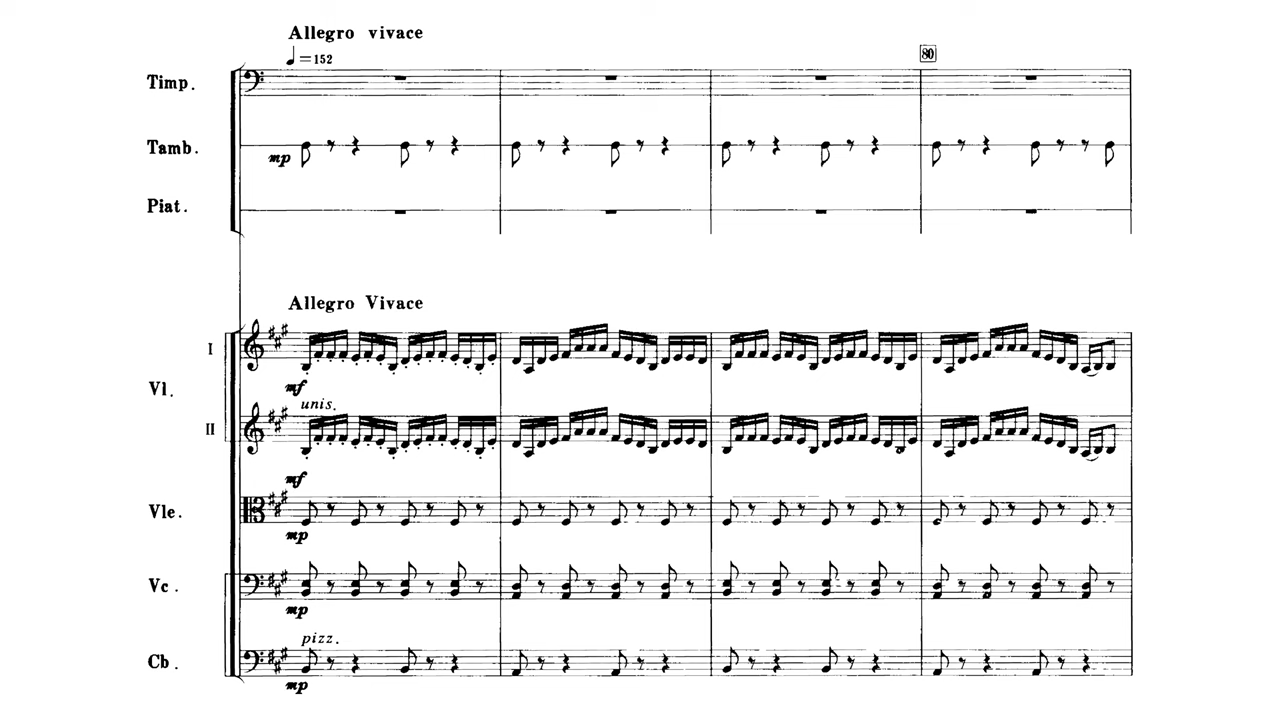 Allegro vivace
♩=152
80
Timp.
Tamb.
mp
Piat.
Allegro Vivace
I
Vl.
mf
unis.
II
mf
Vle.
mp
Vc.
mp
pizz.
Cb.
mp